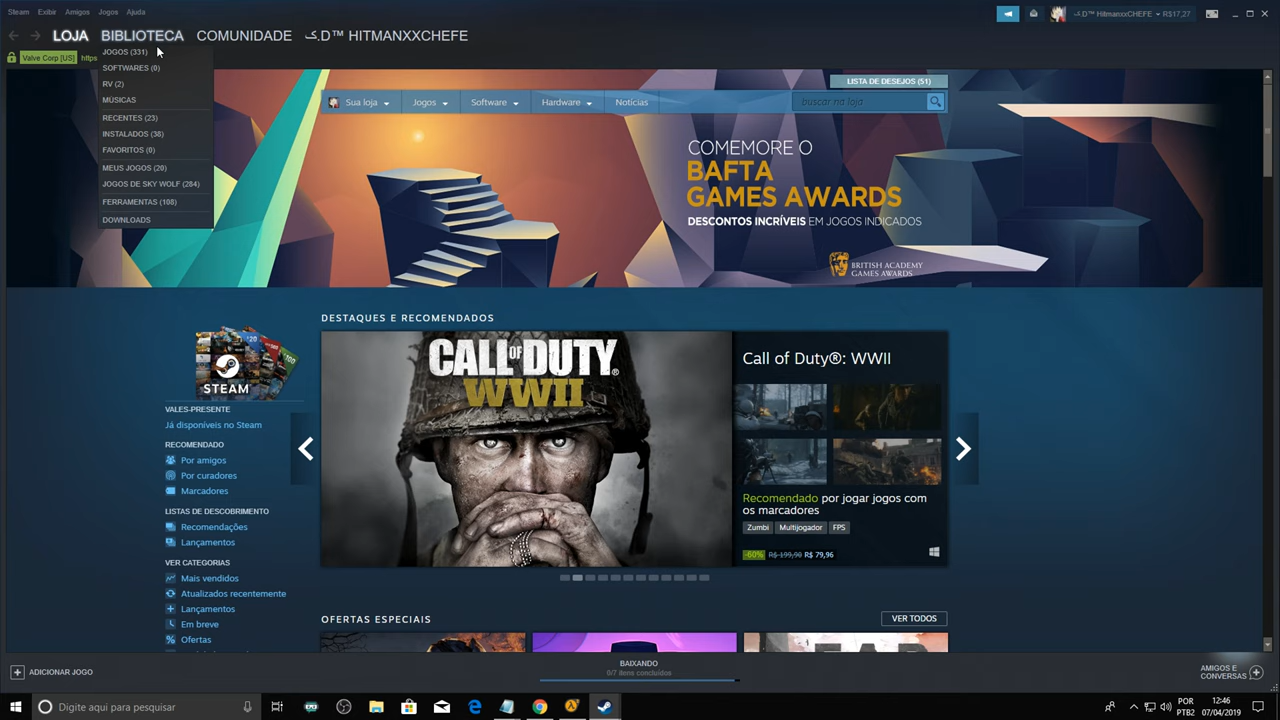 Steam Exibir Amigos Jogos Ajuda
ک.D™ HitmanxxCHEFE R$17,27
LOJA BIBLIOTECA COMUNIDADE ک.D™ HITMANXXCHEFE
Valve Corp [US] https
JOGOS (331)
SOFTWARES (0)
RV (2)
MÚSICAS
RECENTES (23)
INSTALADOS (38)
FAVORITOS (0)
MEUS JOGOS (20)
JOGOS DE SKY WOLF (284)
FERRAMENTAS (108)
DOWNLOADS
LISTA DE DESEJOS (51)
Sua loja Jogos Software Hardware Notícias buscar na loja
COMEMORE O
BAFTA
GAMES AWARDS
DESCONTOS INCRÍVEIS EM JOGOS INDICADOS
BRITISH ACADEMY
GAMES AWARDS
DESTAQUES E RECOMENDADOS
STEAM
VALES-PRESENTE
Já disponíveis no Steam
RECOMENDADO
Por amigos
Por curadores
Marcadores
LISTAS DE DESCOBRIMENTO
Recomendações
Lançamentos
VER CATEGORIAS
Mais vendidos
Atualizados recentemente
Lançamentos
Em breve
Ofertas
CALL OF DUTY®
WWII
Call of Duty®: WWII
Recomendado por jogar jogos com
os marcadores
Zumbi Multijogador FPS
-60% R$ 199,90 R$ 79,96
OFERTAS ESPECIAIS
VER TODOS
ADICIONAR JOGO
BAIXANDO
0/7 itens concluídos
AMIGOS E
CONVERSAS
Digite aqui para pesquisar
POR
PTB2
12:46
07/04/2019